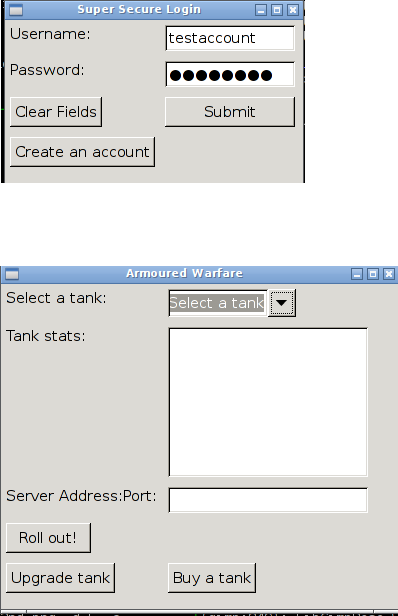 Super Secure Login
Username: testaccount
Password: ●●●●●●●●
Clear Fields Submit
Create an account
Armoured Warfare
Select a tank: Select a tank
Tank stats:
Server Address:Port:
Roll out!
Upgrade tank Buy a tank